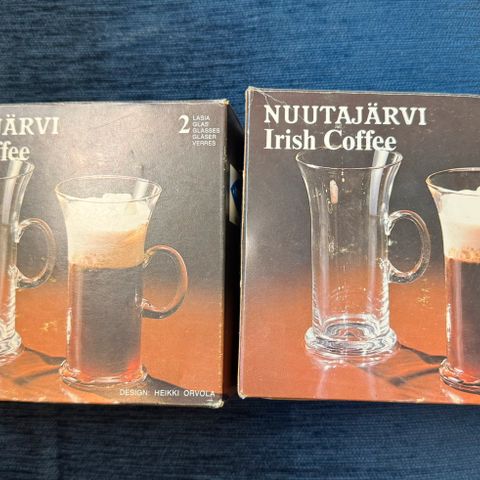 JÄRVI
ffee
2 LASIA
GLAS
GLASSES
GLÄSER
VERRES
DESIGN: HEIKKI ORVOLA
NUUTAJÄRVI
Irish Coffee